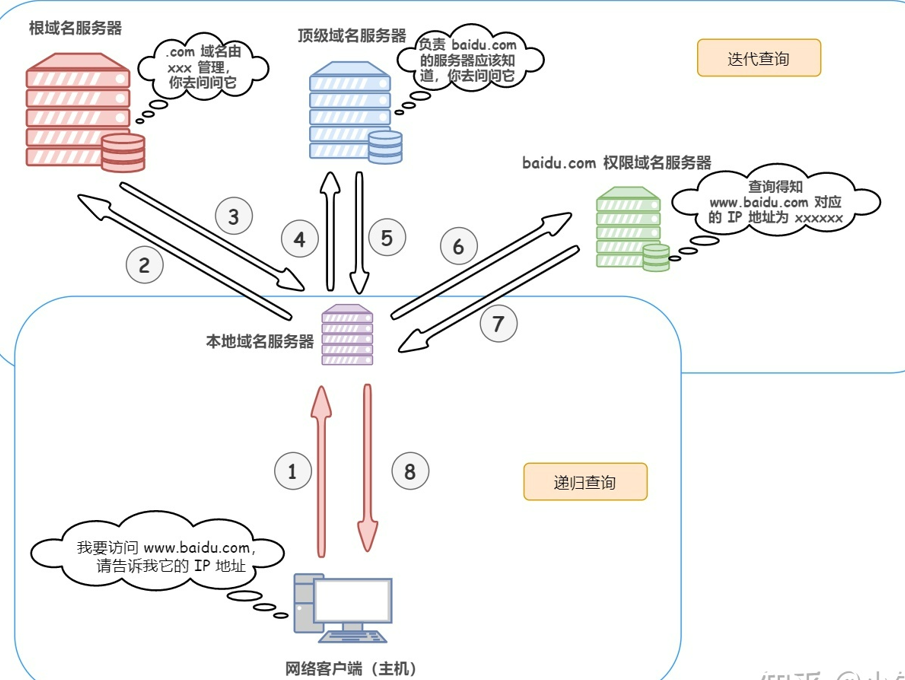 根域名服务器
.com 域名由
xxx 管理，
你去问问它
顶级域名服务器
负责 baidu.com
的服务器应该知
道，你去问问它
迭代查询
baidu.com 权限域名服务器
查询得知
www.baidu.com 对应
的 IP 地址为 xxxxxx
3
4
5
6
2
7
本地域名服务器
1
8
递归查询
我要访问 www.baidu.com，
请告诉我它的 IP 地址
网络客户端（主机）